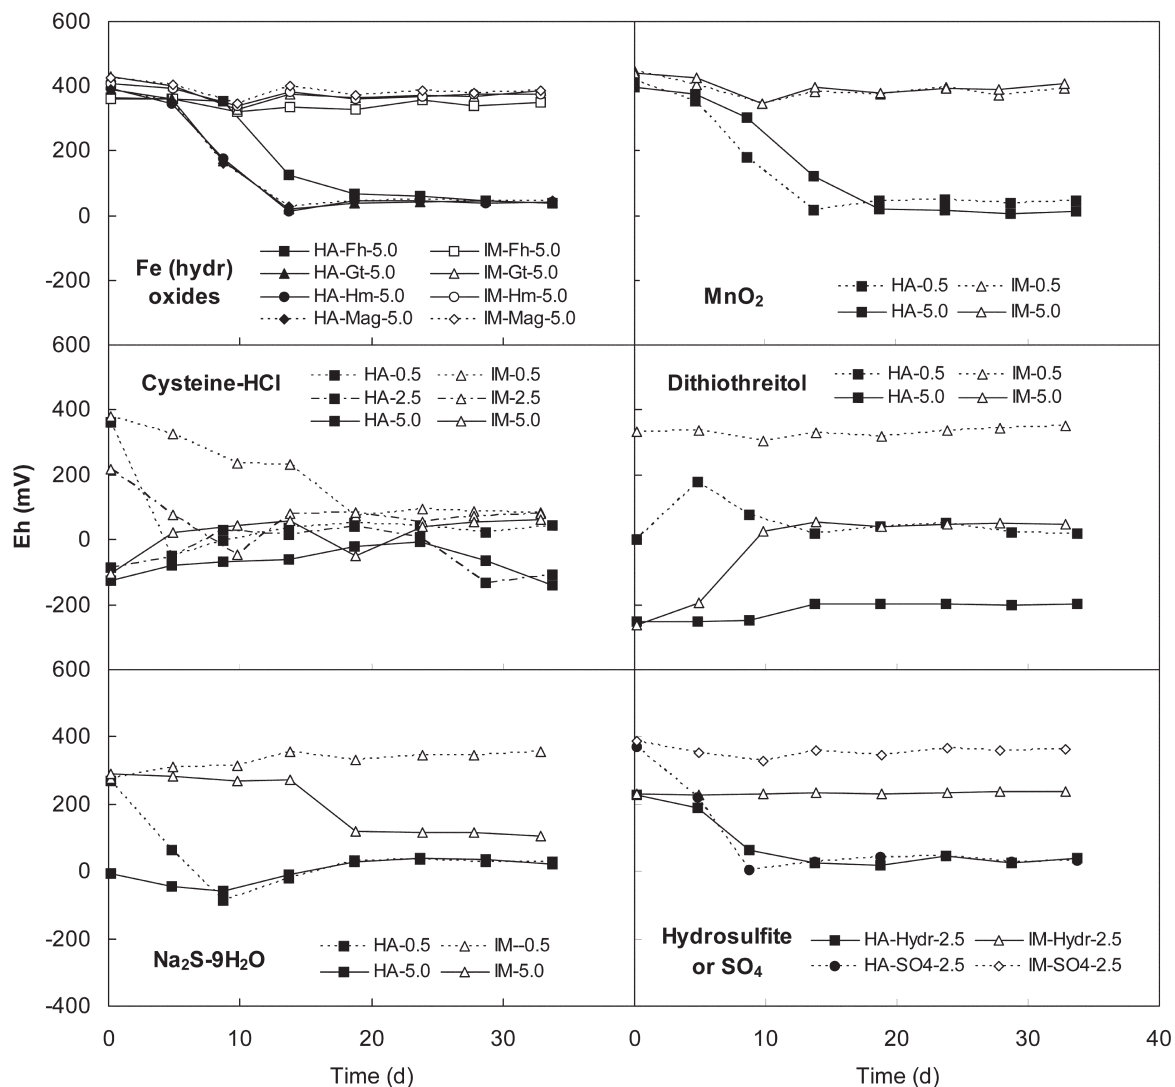 600
400
200
0
-200
Fe (hydr)
oxides
HA-Fh-5.0 IM-Fh-5.0
HA-Gt-5.0 IM-Gt-5.0
HA-Hm-5.0 IM-Hm-5.0
HA-Mag-5.0 IM-Mag-5.0
MnO₂
HA-0.5 IM-0.5
HA-5.0 IM-5.0
600
400
200
0
-200
Eh (mV)
Cysteine-HCl
HA-0.5 IM-0.5
HA-2.5 IM-2.5
HA-5.0 IM-5.0
Dithiothreitol
HA-0.5 IM-0.5
HA-5.0 IM-5.0
600
400
200
0
-200
-400
Na₂S-9H₂O
HA-0.5 IM--0.5
HA-5.0 IM-5.0
Hydrosulfite
or SO₄
HA-Hydr-2.5 IM-Hydr-2.5
HA-SO4-2.5 IM-SO4-2.5
0 10 20 30
0 10 20 30 40
Time (d) Time (d)